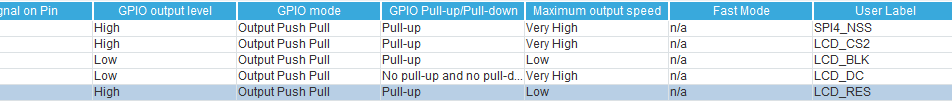 gnal on Pin GPIO output level GPIO mode GPIO Pull-up/Pull-down Maximum output speed Fast Mode User Label
High Output Push Pull Pull-up Very High n/a SPI4_NSS
High Output Push Pull Pull-up Very High n/a LCD_CS2
Low Output Push Pull Pull-up Low n/a LCD_BLK
Low Output Push Pull No pull-up and no pull-d... Very High n/a LCD_DC
High Output Push Pull Pull-up Low n/a LCD_RES